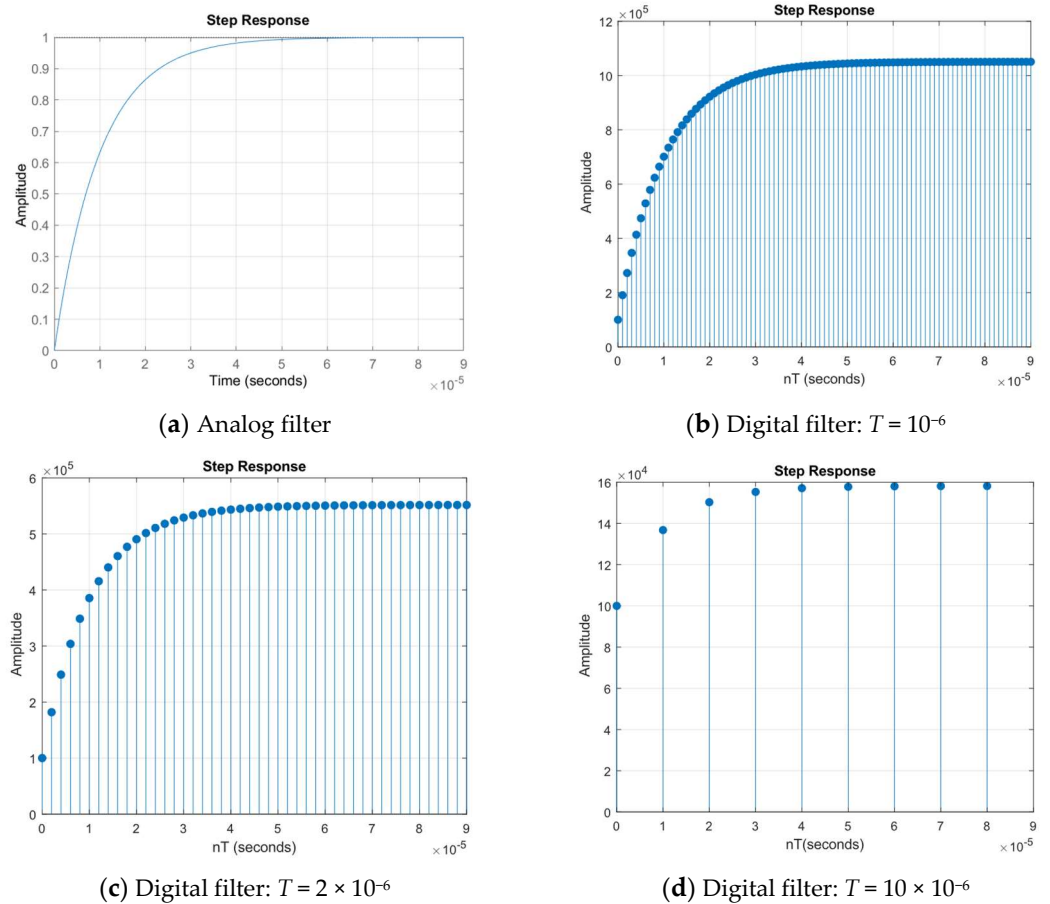 Step Response
1
0.9
0.8
0.7
0.6
0.5
0.4
0.3
0.2
0.1
0
Amplitude
0 1 2 3 4 5 6 7 8 9
Time (seconds)
×10⁻⁵
(a) Analog filter
Step Response
×10⁵
12
10
8
6
4
2
0
Amplitude
0 1 2 3 4 5 6 7 8 9
nT (seconds)
×10⁻⁵
(b) Digital filter: T = 10⁻⁶
Step Response
×10⁵
6
5
4
3
2
1
0
Amplitude
0 1 2 3 4 5 6 7 8 9
nT (seconds)
×10⁻⁵
(c) Digital filter: T = 2 × 10⁻⁶
Step Response
×10⁴
16
14
12
10
8
6
4
2
0
Amplitude
0 1 2 3 4 5 6 7 8 9
nT(seconds)
×10⁻⁵
(d) Digital filter: T = 10 × 10⁻⁶